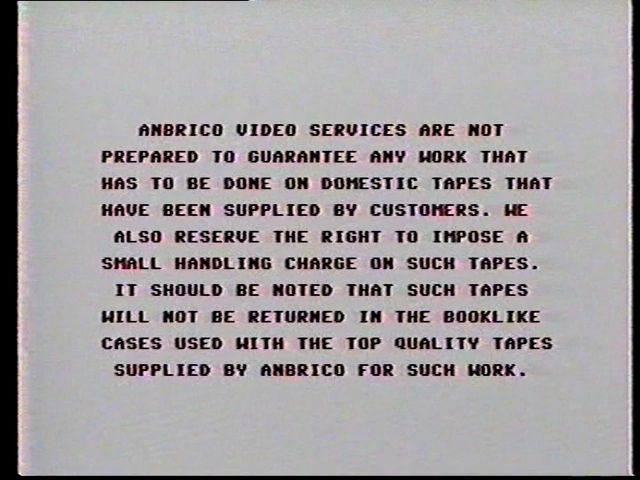 ANBRICO VIDEO SERVICES ARE NOT
PREPARED TO GUARANTEE ANY WORK THAT
HAS TO BE DONE ON DOMESTIC TAPES THAT
HAVE BEEN SUPPLIED BY CUSTOMERS. WE
ALSO RESERVE THE RIGHT TO IMPOSE A
SMALL HANDLING CHARGE ON SUCH TAPES.
IT SHOULD BE NOTED THAT SUCH TAPES
WILL NOT BE RETURNED IN THE BOOKLIKE
CASES USED WITH THE TOP QUALITY TAPES
SUPPLIED BY ANBRICO FOR SUCH WORK.